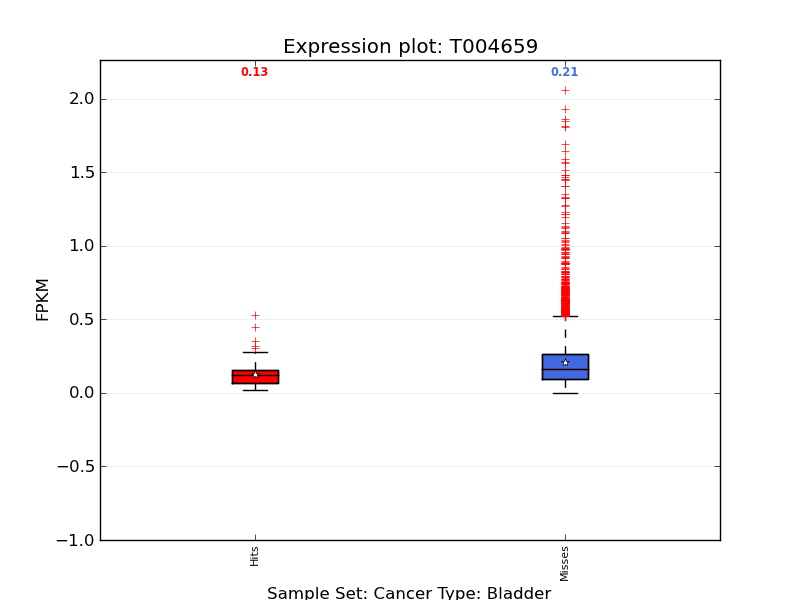 Expression plot: T004659
0.13
0.21
2.0
1.5
1.0
0.5
0.0
−0.5
−1.0
FPKM
Hits
Misses
Sample Set: Cancer Type: Bladder